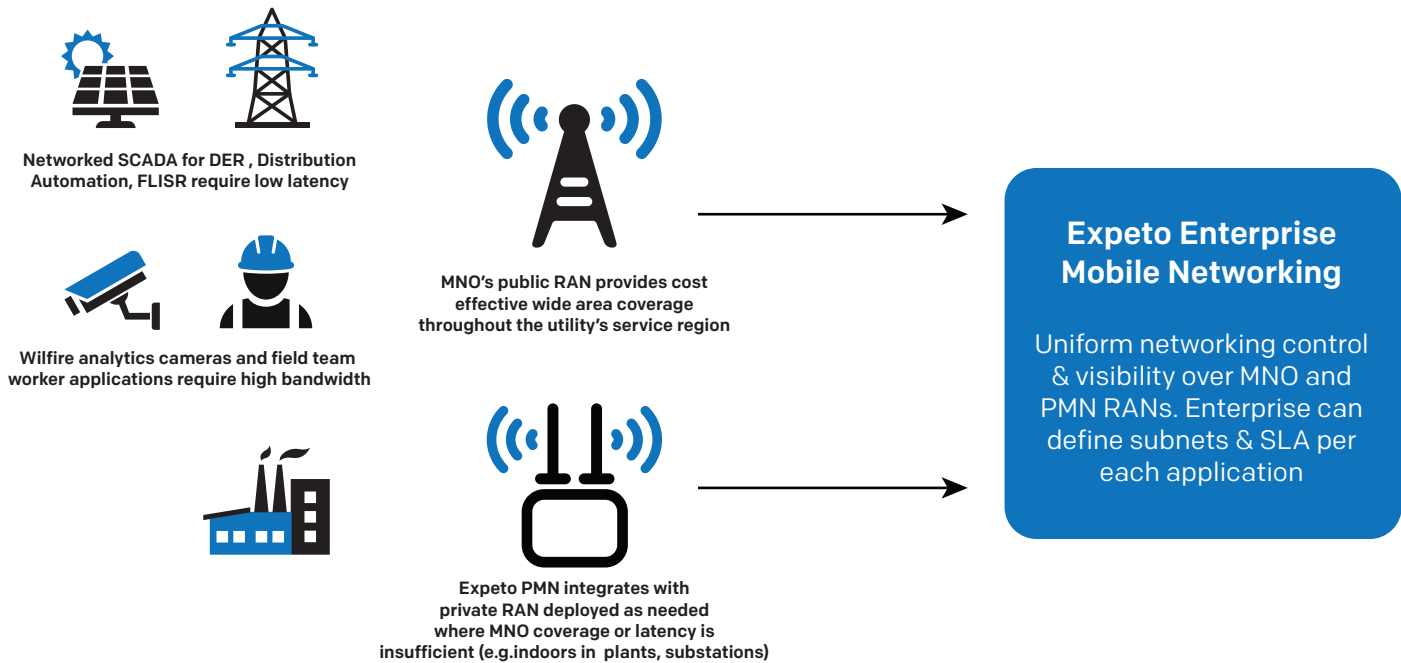 Networked SCADA for DER , Distribution
Automation, FLISR require low latency
Wilfire analytics cameras and field team
worker applications require high bandwidth
MNO's public RAN provides cost
effective wide area coverage
throughout the utility's service region
Expeto PMN integrates with
private RAN deployed as needed
where MNO coverage or latency is
insufficient (e.g.indoors in plants, substations)
Expeto Enterprise
Mobile Networking
Uniform networking control
& visibility over MNO and
PMN RANs. Enterprise can
define subnets & SLA per
each application